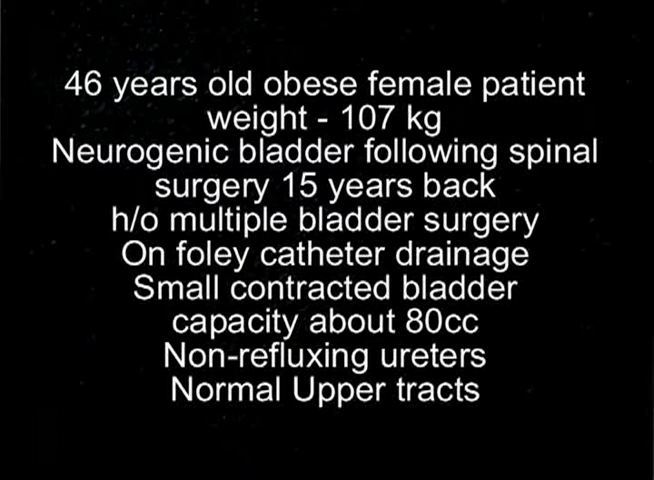 46 years old obese female patient
weight - 107 kg
Neurogenic bladder following spinal
surgery 15 years back
h/o multiple bladder surgery
On foley catheter drainage
Small contracted bladder
capacity about 80cc
Non-refluxing ureters
Normal Upper tracts